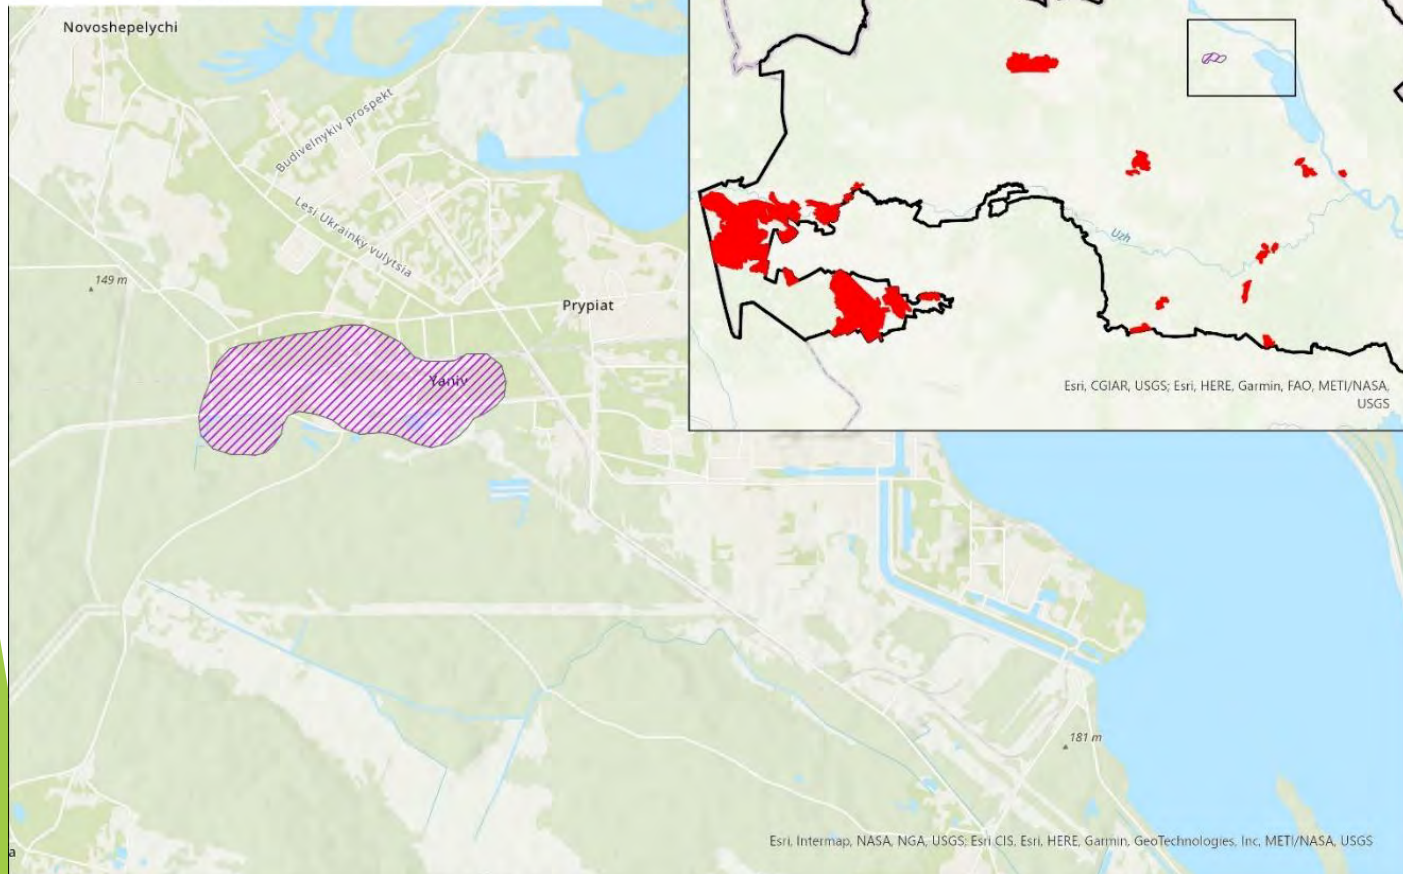 Novoshepelychi
Budivelnykiv prospekt
Lesi Ukrainky vulytsia
149 m
Prypiat
Yaniv
Uzh
Esri, CGIAR, USGS; Esri, HERE, Garmin, FAO, METI/NASA,
USGS
181 m
Esri, Intermap, NASA, NGA, USGS; Esri CIS, Esri, HERE, Garmin, GeoTechnologies, Inc, METI/NASA, USGS
a